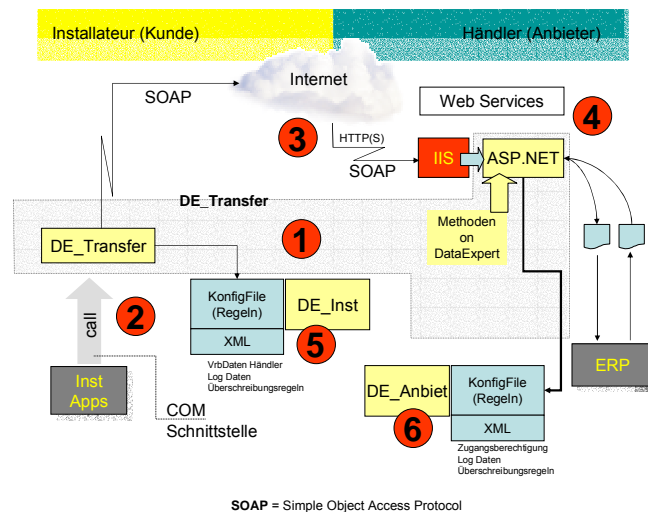 Installateur (Kunde)
Händler (Anbieter)
Internet
SOAP
Web Services
4
3
HTTP(S)
SOAP
IIS
ASP.NET
DE_Transfer
Methoden
on
DataExpert
DE_Transfer
1
call
2
KonfigFile
(Regeln)
XML
DE_Inst
5
VrbDaten Händler
Log Daten
Überschreibungsregeln
Inst
Apps
COM
Schnittstelle
ERP
DE_Anbiet
6
KonfigFile
(Regeln)
XML
Zugangsberechtigung
Log Daten
Überschreibungsregeln
SOAP = Simple Object Access Protocol